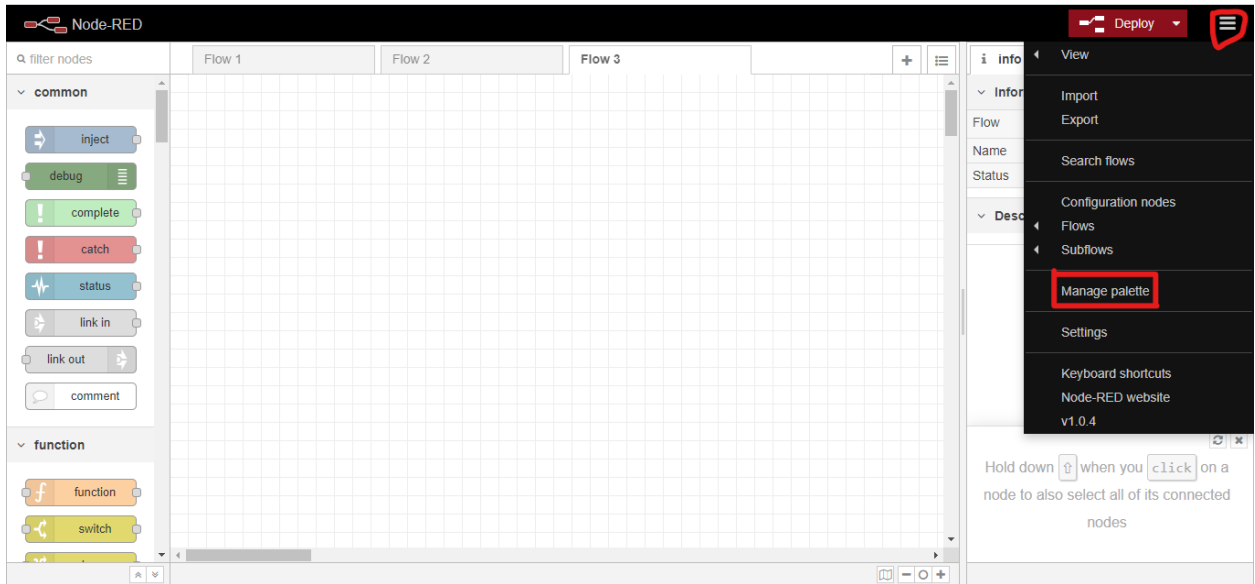 Node-RED
Deploy
filter nodes
Flow 1
Flow 2
Flow 3
i info
View
common
Infor
Import
Flow
Export
inject
Name
Search flows
debug
Status
Configuration nodes
complete
Desc
Flows
catch
Subflows
status
Manage palette
link in
Settings
link out
Keyboard shortcuts
comment
Node-RED website
v1.0.4
function
Hold down ⇧ when you click on a
node to also select all of its connected
nodes
function
switch